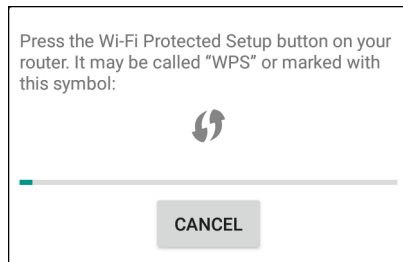 Press the Wi-Fi Protected Setup button on your
router. It may be called “WPS” or marked with
this symbol:
CANCEL